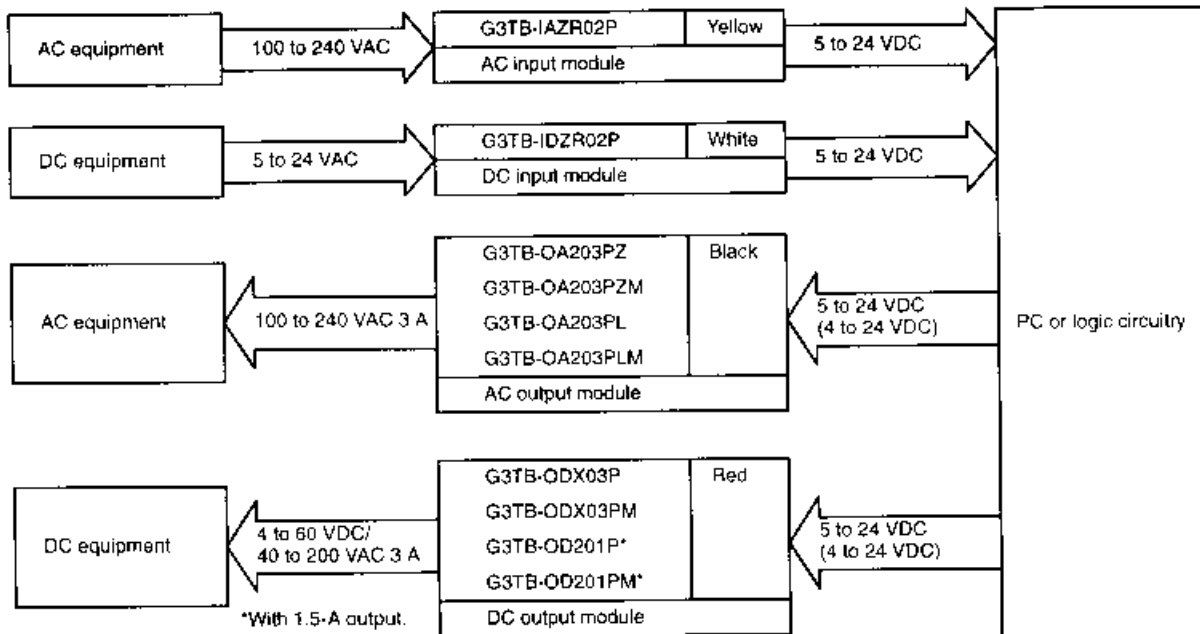 AC equipment
100 to 240 VAC
G3TB-IAZR02P
Yellow
AC input module
5 to 24 VDC
DC equipment
5 to 24 VAC
G3TB-IDZR02P
White
DC input module
5 to 24 VDC
AC equipment
100 to 240 VAC 3 A
G3TB-OA203PZ
G3TB-OA203PZM
G3TB-OA203PL
G3TB-OA203PLM
Black
AC output module
5 to 24 VDC
(4 to 24 VDC)
PC or logic circuitry
DC equipment
4 to 60 VDC/
40 to 200 VAC 3 A
*With 1.5-A output.
G3TB-ODX03P
G3TB-ODX03PM
G3TB-OD201P*
G3TB-OD201PM*
Red
DC output module
5 to 24 VDC
(4 to 24 VDC)